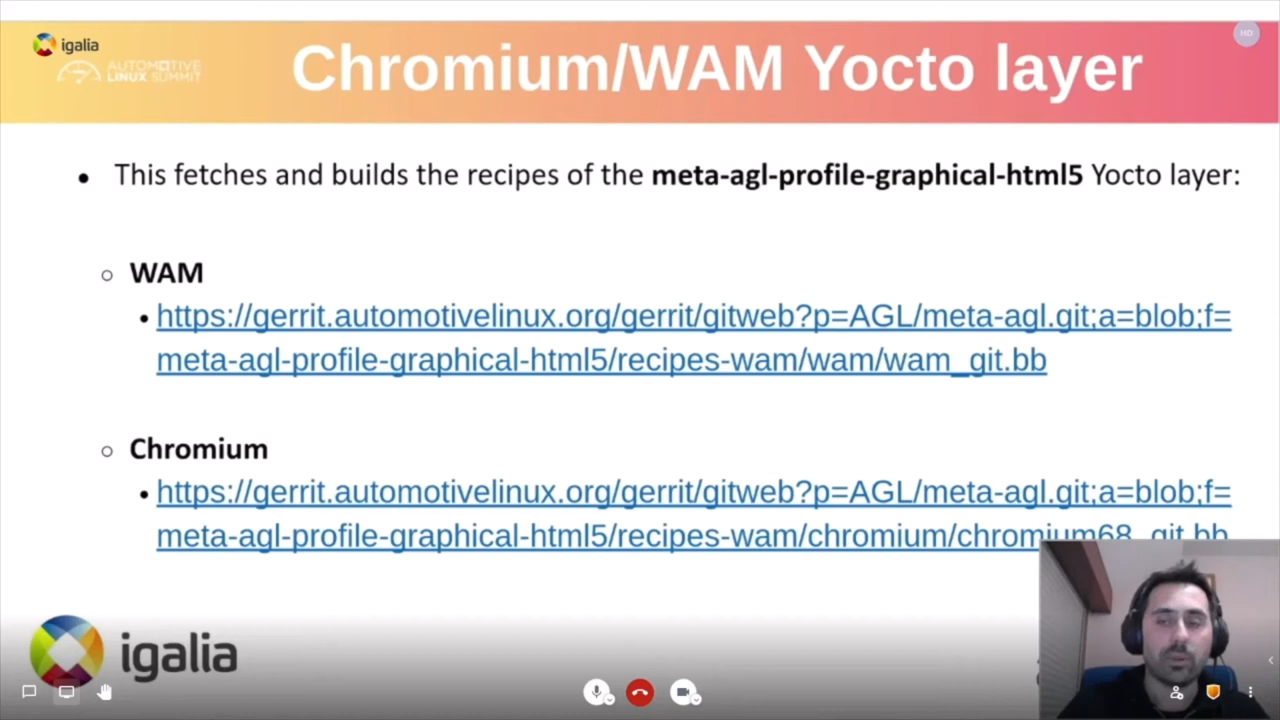 igalia
AUTOMOTIVE
LINUX SUMMIT
Chromium/WAM Yocto layer
HD
• This fetches and builds the recipes of the meta-agl-profile-graphical-html5 Yocto layer:
○ WAM
• https://gerrit.automotivelinux.org/gerrit/gitweb?p=AGL/meta-agl.git;a=blob;f=
meta-agl-profile-graphical-html5/recipes-wam/wam/wam_git.bb
○ Chromium
• https://gerrit.automotivelinux.org/gerrit/gitweb?p=AGL/meta-agl.git;a=blob;f=
meta-agl-profile-graphical-html5/recipes-wam/chromium/chromium68_git.bb
igalia